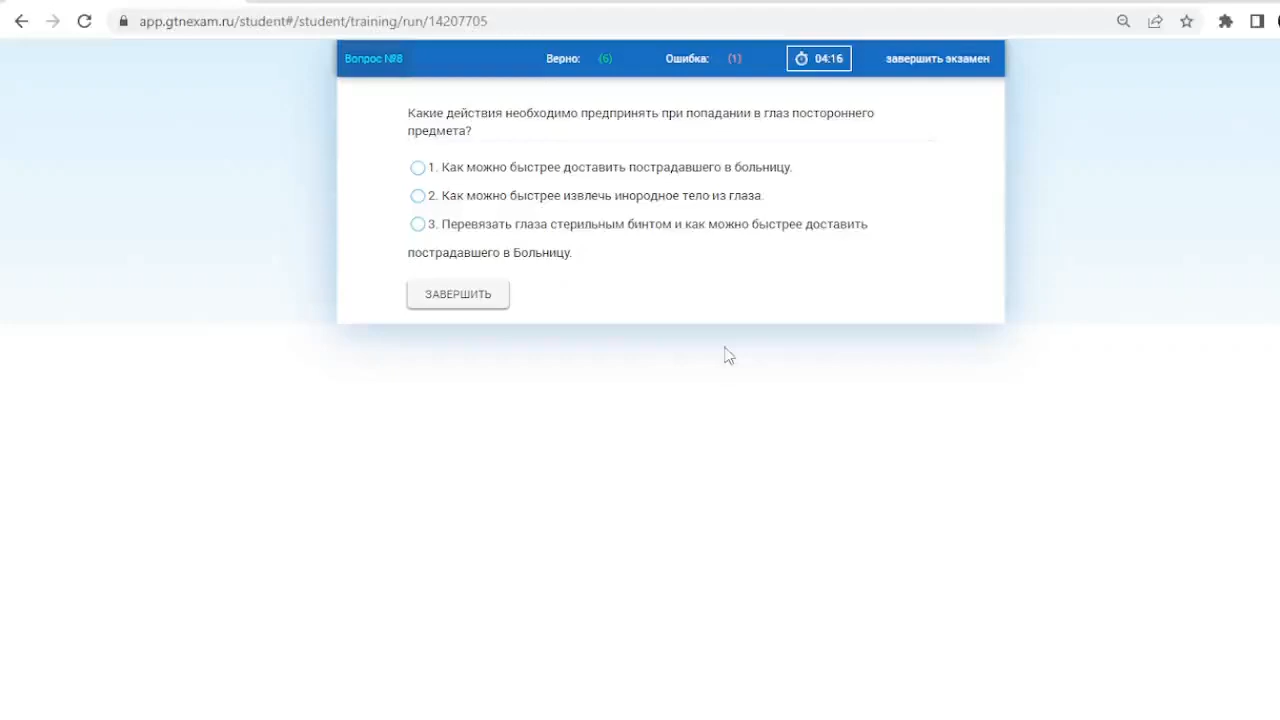 app.gtnexam.ru/student#/student/training/run/14207705
Вопрос №8 Верно: (6) Ошибка: (1) 04:16 завершить экзамен
Какие действия необходимо предпринять при попадании в глаз постороннего
предмета?
1. Как можно быстрее доставить пострадавшего в больницу.
2. Как можно быстрее извлечь инородное тело из глаза.
3. Перевязать глаза стерильным бинтом и как можно быстрее доставить
пострадавшего в Больницу.
ЗАВЕРШИТЬ